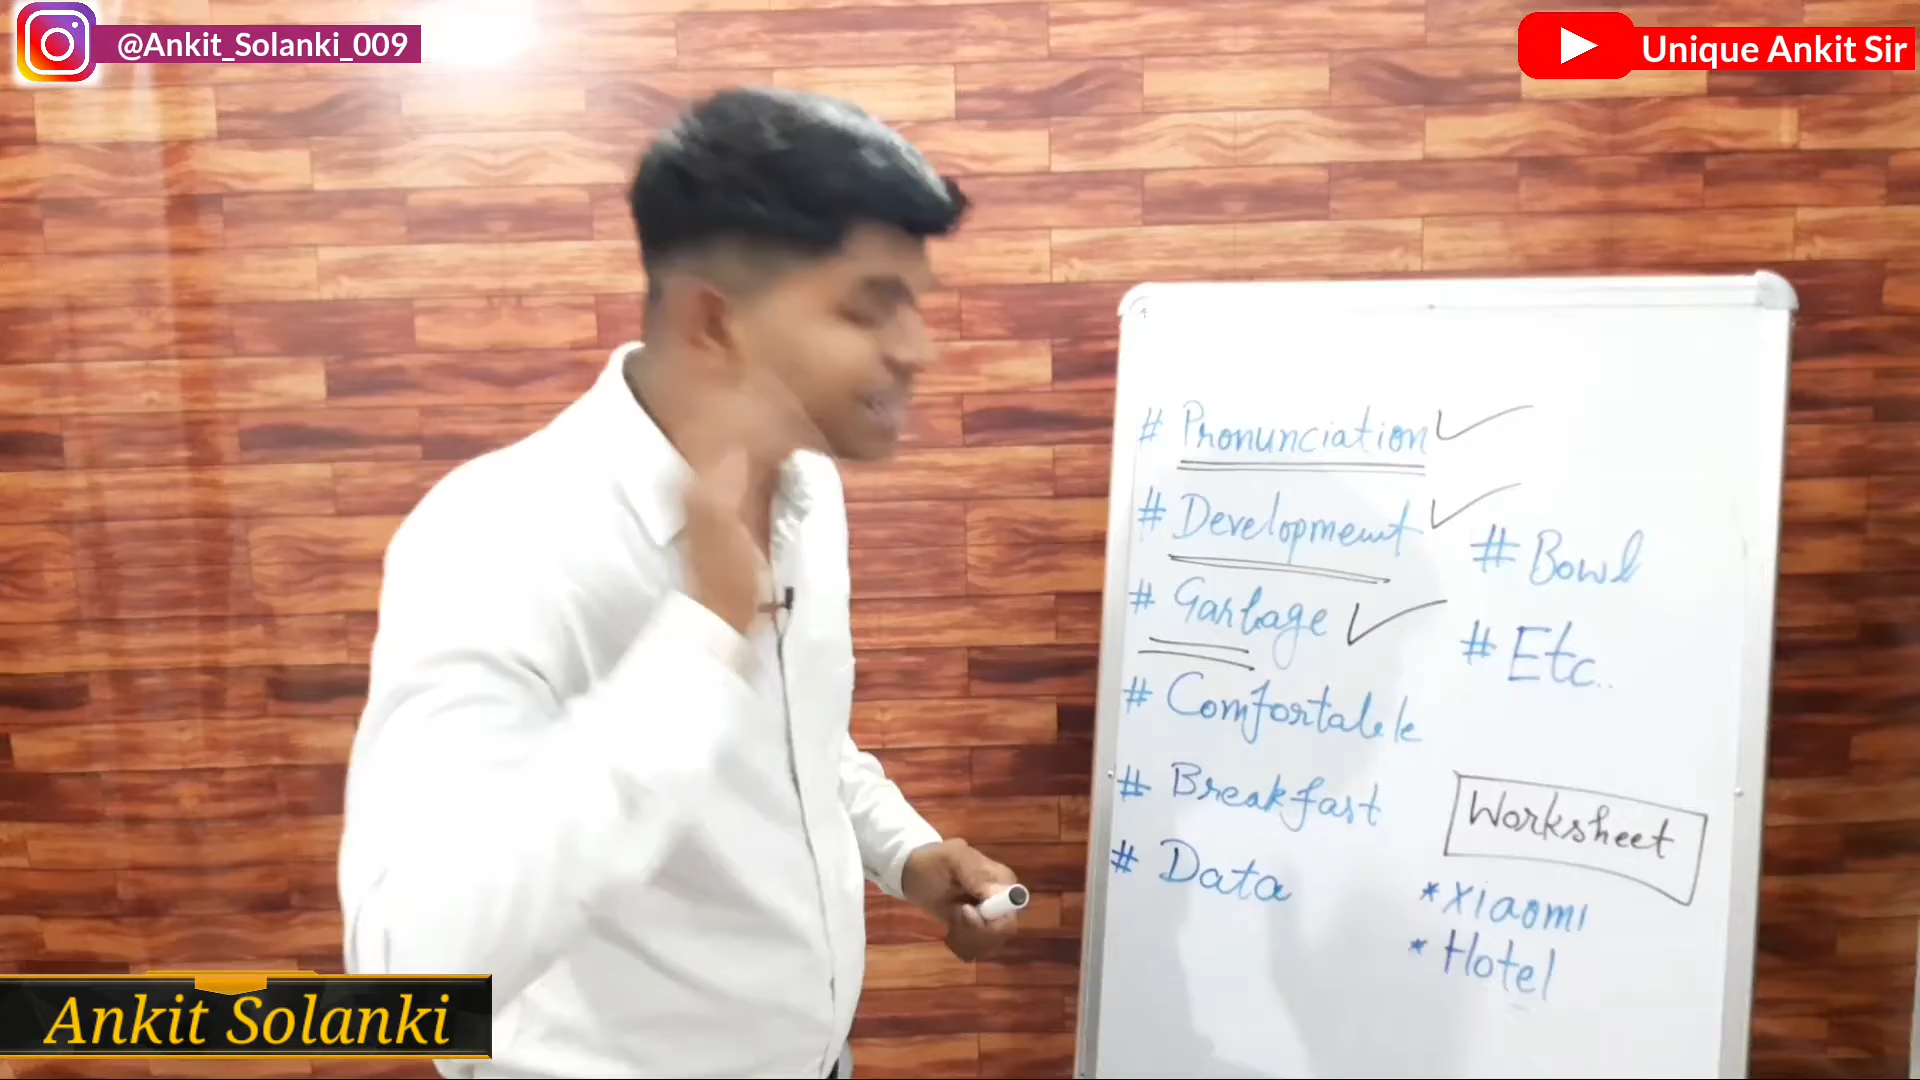 @Ankit_Solanki_009
Unique Ankit Sir
# Pronunciation
# Development
# Garbage
# Comfortable
# Breakfast
# Data
# Bowl
# Etc..
Worksheet
* Xiaomi
* Hotel
Ankit Solanki